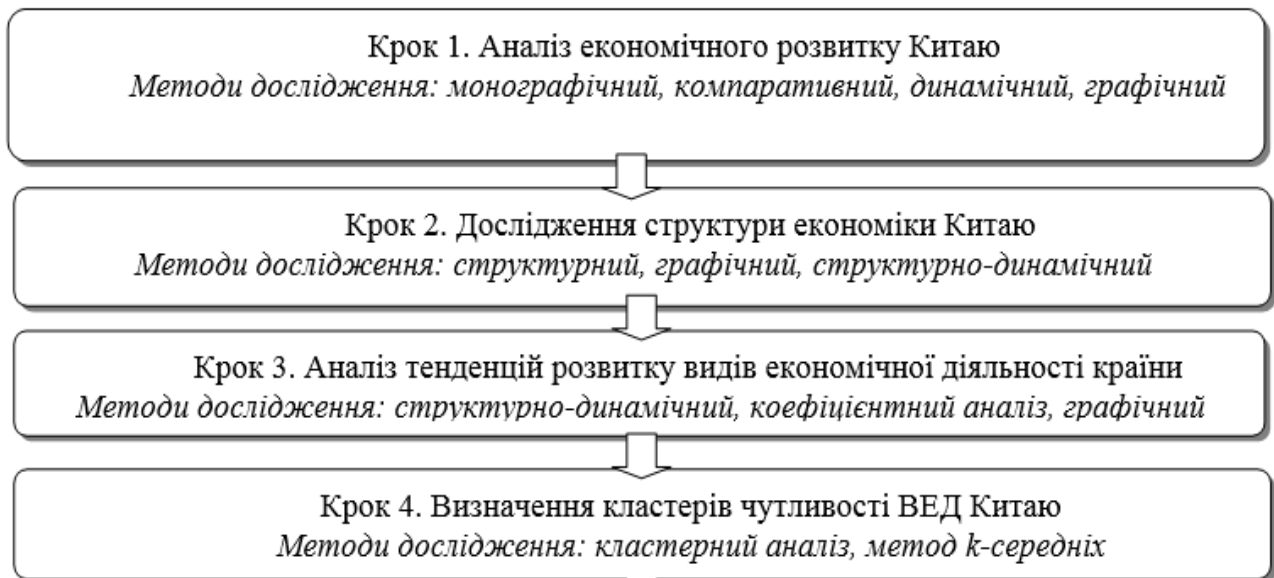 Крок 1. Аналіз економічного розвитку Китаю
Методи дослідження: монографічний, компаративний, динамічний, графічний
Крок 2. Дослідження структури економіки Китаю
Методи дослідження: структурний, графічний, структурно-динамічний
Крок 3. Аналіз тенденцій розвитку видів економічної діяльності країни
Методи дослідження: структурно-динамічний, коефіцієнтний аналіз, графічний
Крок 4. Визначення кластерів чутливості ВЕД Китаю
Методи дослідження: кластерний аналіз, метод k-середніх